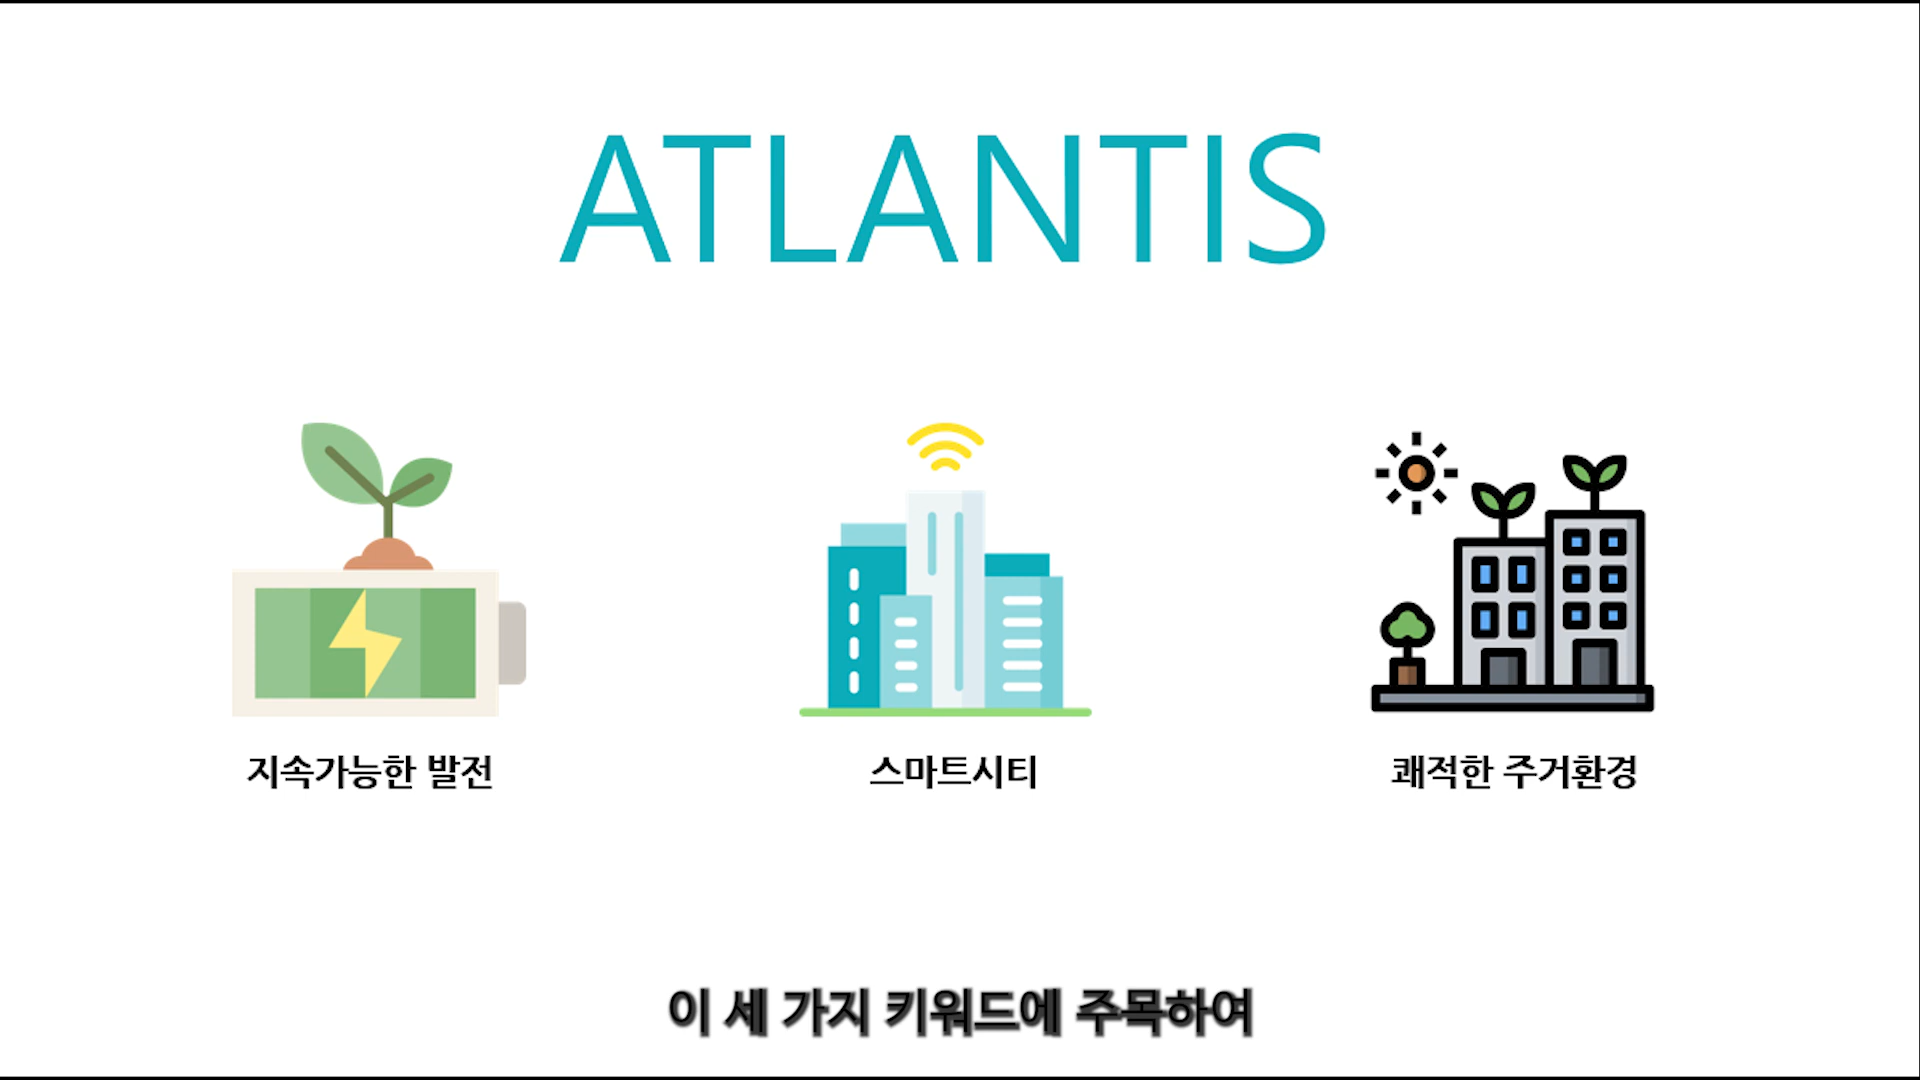 ATLANTIS
지속가능한 발전
스마트시티
쾌적한 주거환경
이 세 가지 키워드에 주목하여